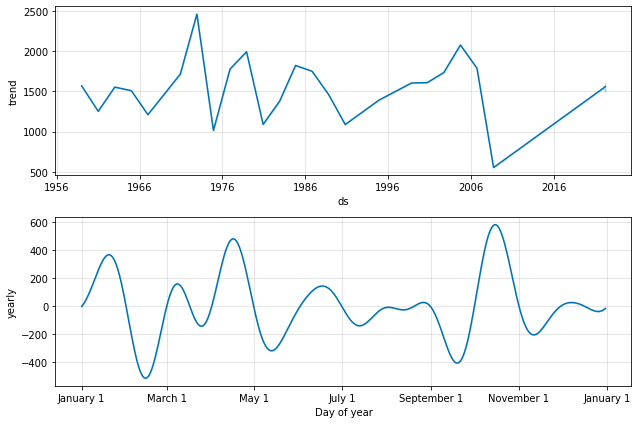 2500
2000
1500
1000
500
trend
1956 1966 1976 1986 1996 2006 2016
ds
600
400
200
0
−200
−400
yearly
January 1 March 1 May 1 July 1 September 1 November 1 January 1
Day of year